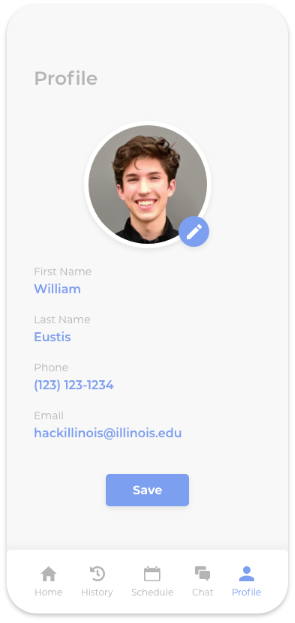 Profile
First Name
William
Last Name
Eustis
Phone
(123) 123-1234
Email
hackillinois@illinois.edu
Save
Home History Schedule Chat Profile